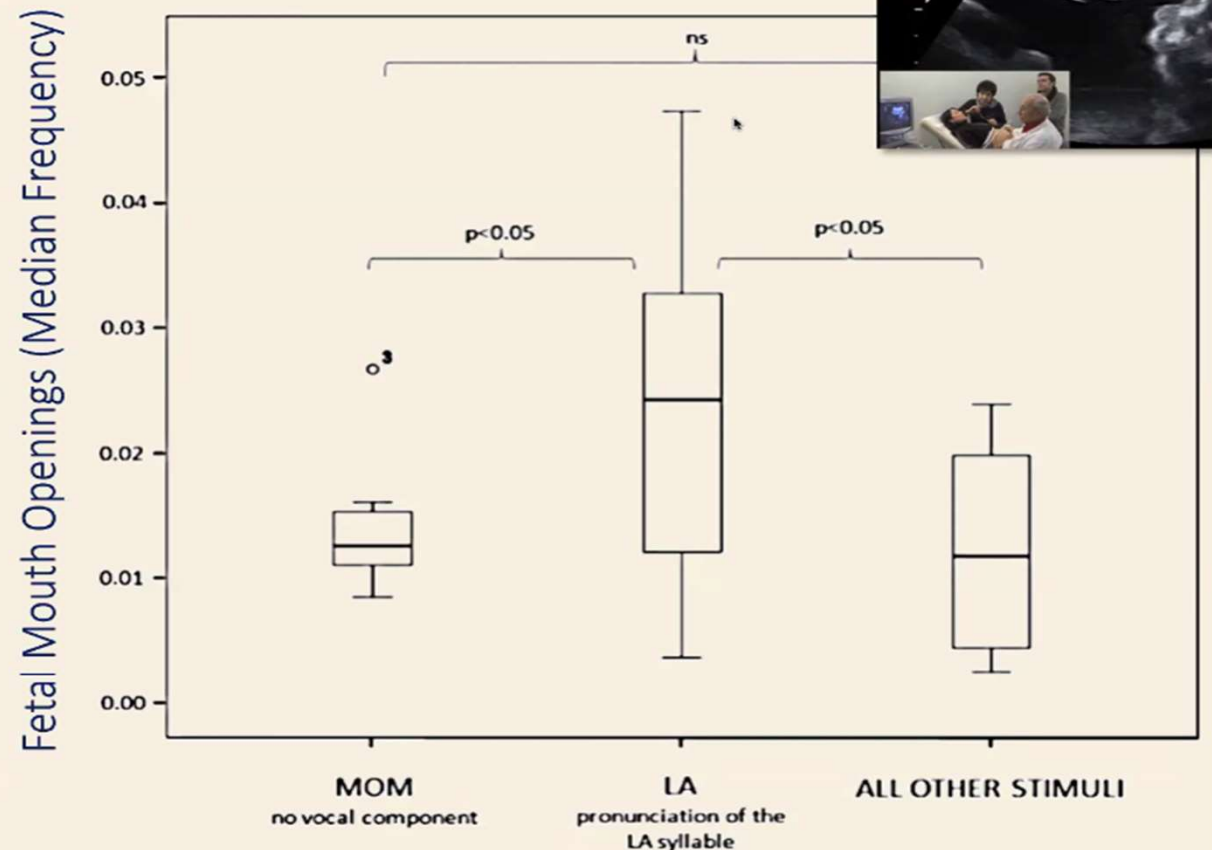 Fetal Mouth Openings (Median Frequency)
ns
0.05
0.04
p<0.05
p<0.05
0.03
3
0.02
0.01
0.00
MOM
no vocal component
LA
pronunciation of the
LA syllable
ALL OTHER STIMULI